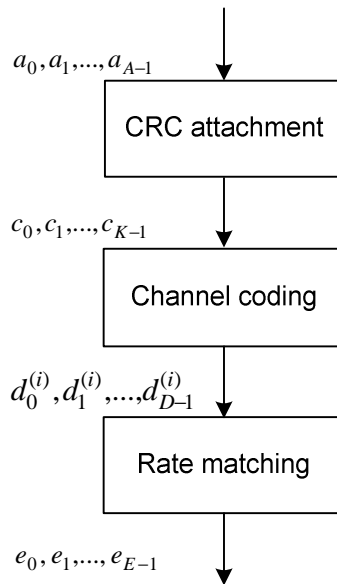 a_0, a_1,..., a_{A-1}
CRC attachment
c_0, c_1,..., c_{K-1}
Channel coding
d_0^{(i)}, d_1^{(i)},..., d_{D-1}^{(i)}
Rate matching
e_0, e_1,..., e_{E-1}